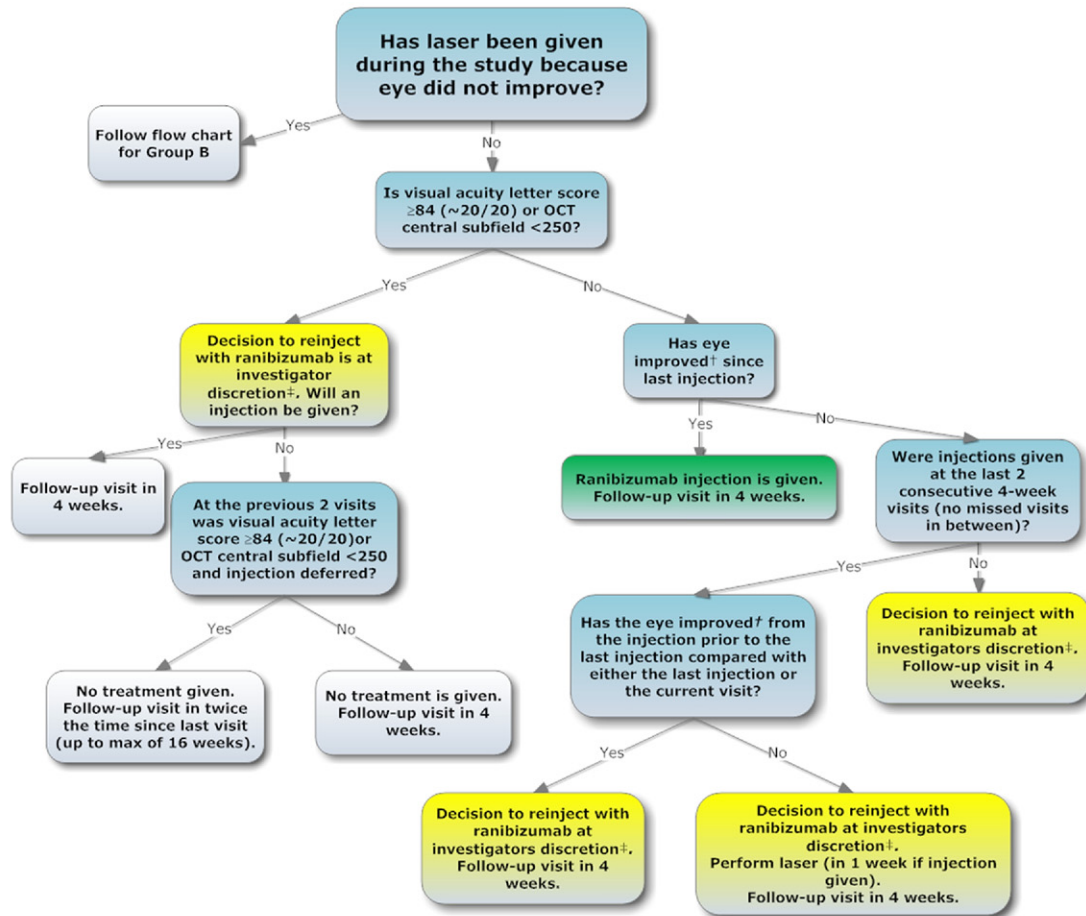 Has laser been given
during the study because
eye did not improve?
Yes
No
Follow flow chart
for Group B
Is visual acuity letter score
≥84 (~20/20) or OCT
central subfield <250?
Yes
No
Decision to reinject
with ranibizumab is at
investigator
discretion‡. Will an
injection be given?
Has eye
improved† since
last injection?
Yes
No
Yes
No
Follow-up visit in
4 weeks.
At the previous 2 visits
was visual acuity letter
score ≥84 (~20/20)or
OCT central subfield <250
and injection deferred?
Ranibizumab injection is given.
Follow-up visit in 4 weeks.
Were injections given
at the last 2
consecutive 4-week
visits (no missed visits
in between)?
Yes
No
Yes
No
No treatment given.
Follow-up visit in twice
the time since last visit
(up to max of 16 weeks).
No treatment is given.
Follow-up visit in 4
weeks.
Has the eye improved† from
the injection prior to the
last injection compared with
either the last injection or
the current visit?
Decision to reinject with
ranibizumab at
investigators discretion‡.
Follow-up visit in 4
weeks.
Yes
No
Decision to reinject with
ranibizumab at
investigators discretion‡.
Follow-up visit in 4
weeks.
Decision to reinject with
ranibizumab at investigators
discretion‡.
Perform laser (in 1 week if injection
given).
Follow-up visit in 4 weeks.